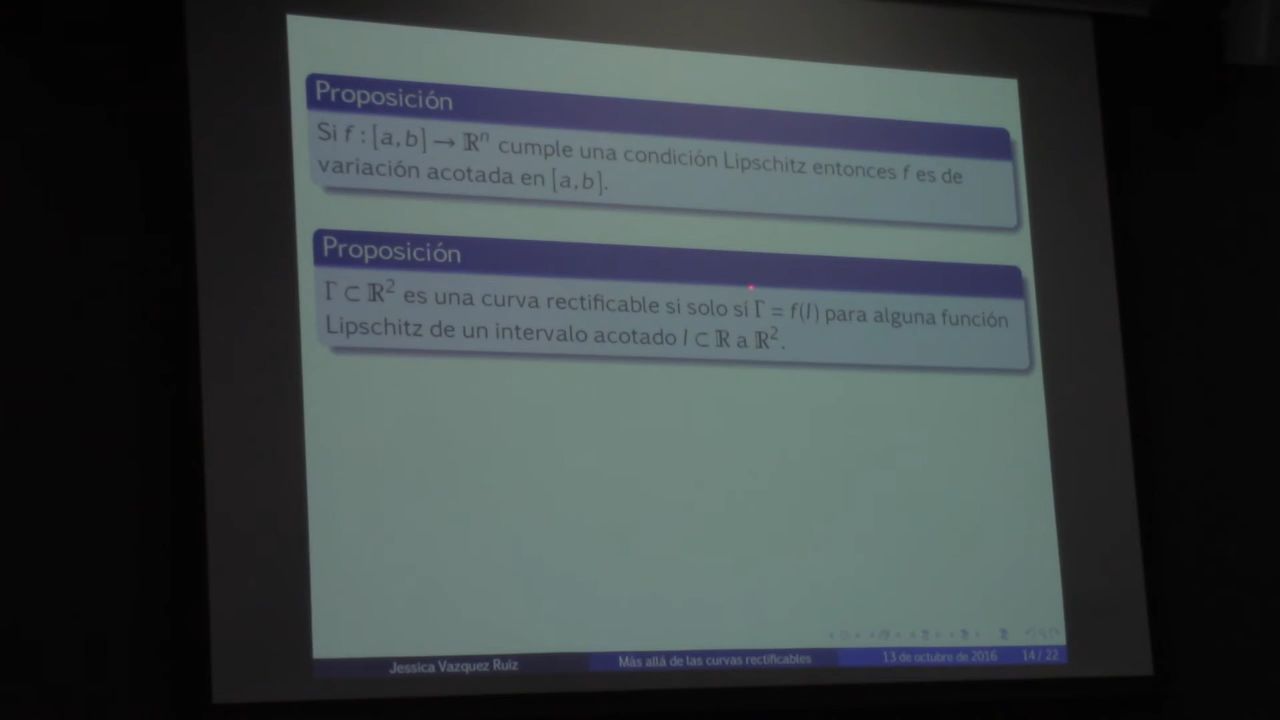 Proposición
Si f : [a, b] → ℝⁿ cumple una condición Lipschitz entonces f es de
variación acotada en [a, b].
Proposición
Γ ⊂ ℝ² es una curva rectificable si solo sí Γ = f(I) para alguna función
Lipschitz de un intervalo acotado I ⊂ ℝ a ℝ².
Jessica Vazquez Ruiz
Más allá de las curvas rectificables
13 de octubre de 2016
14 / 22